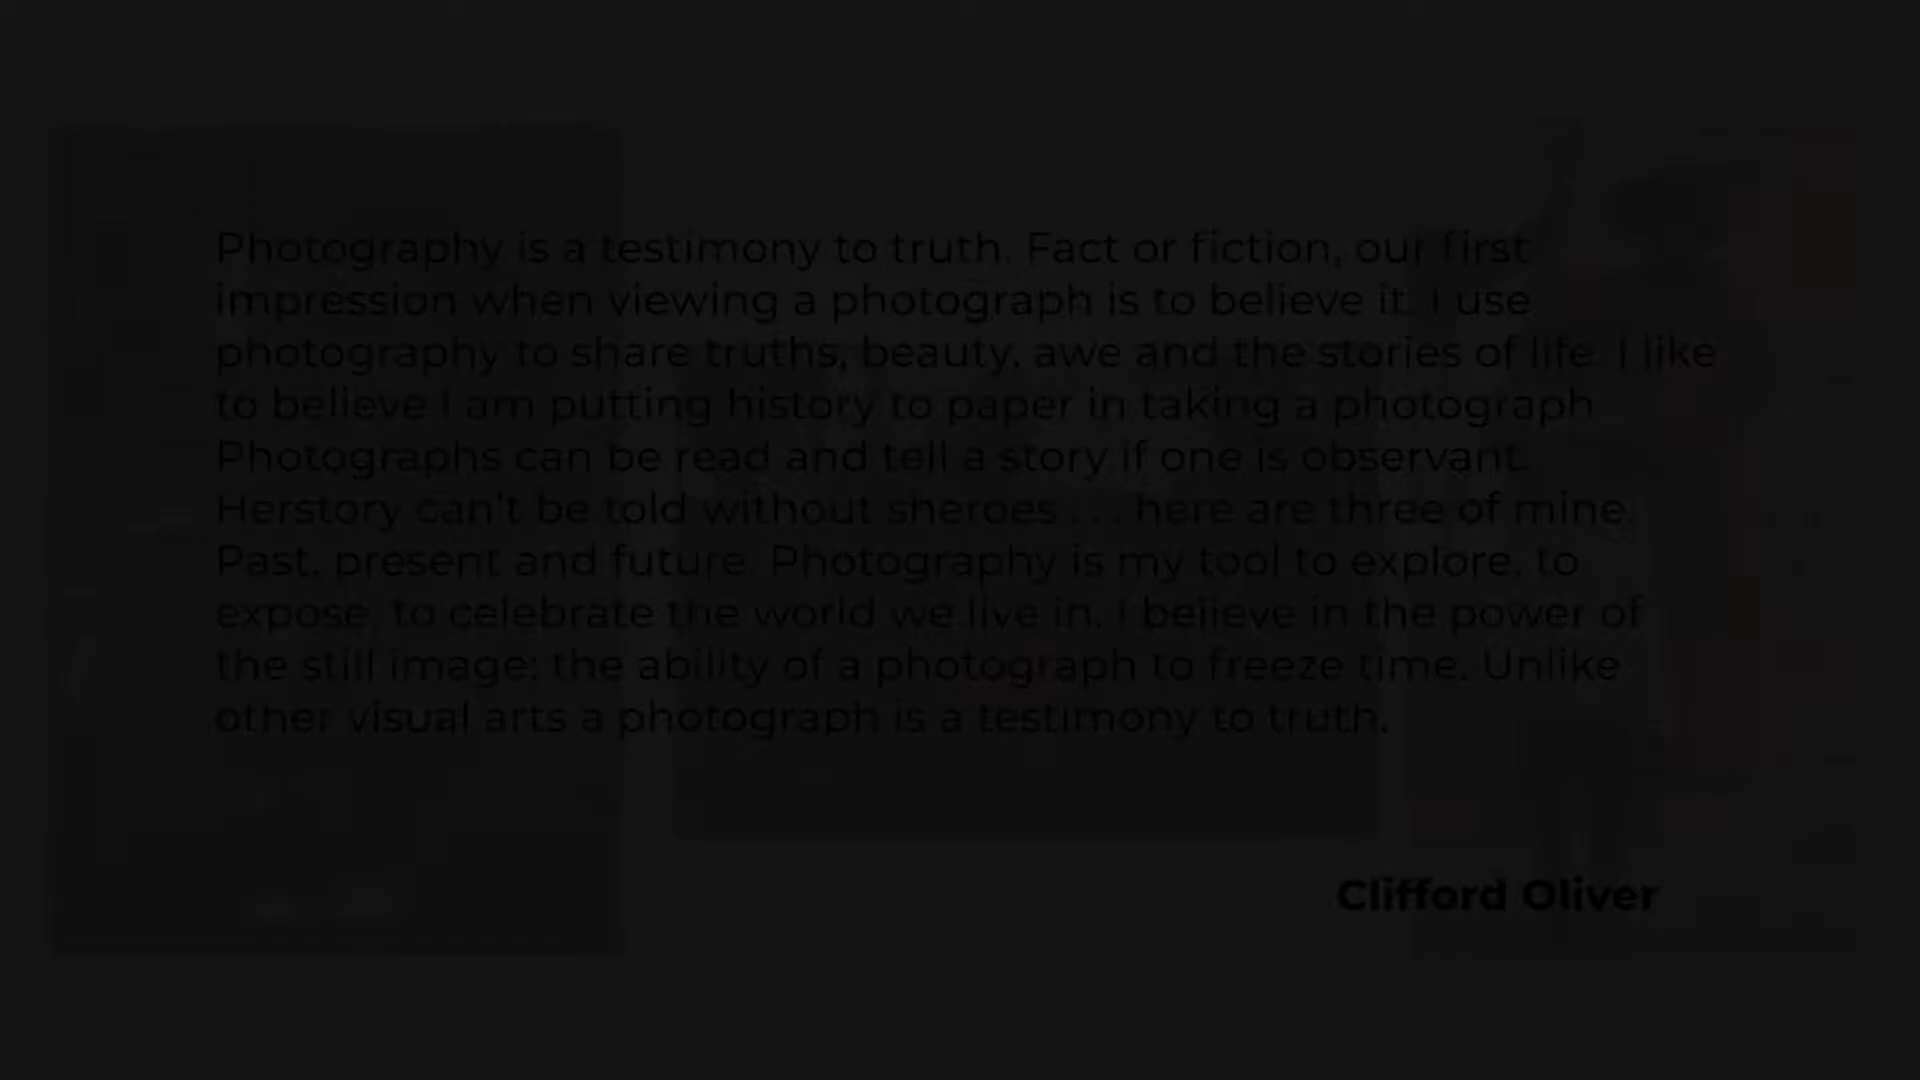 Photography is a testimony to truth. Fact or fiction, our first
impression when viewing a photograph is to believe it. I use
photography to share truths, beauty, awe and the stories of life. I like
to believe I am putting history to paper in taking a photograph
Photographs can be read and tell a story if one is observant.
Herstory can't be told without sheroes . . . here are three of mine.
Past, present and future. Photography is my tool to explore, to
expose, to celebrate the world we live in. I believe in the power of
the still image; the ability of a photograph to freeze time. Unlike
other visual arts a photograph is a testimony to truth.
Clifford Oliver